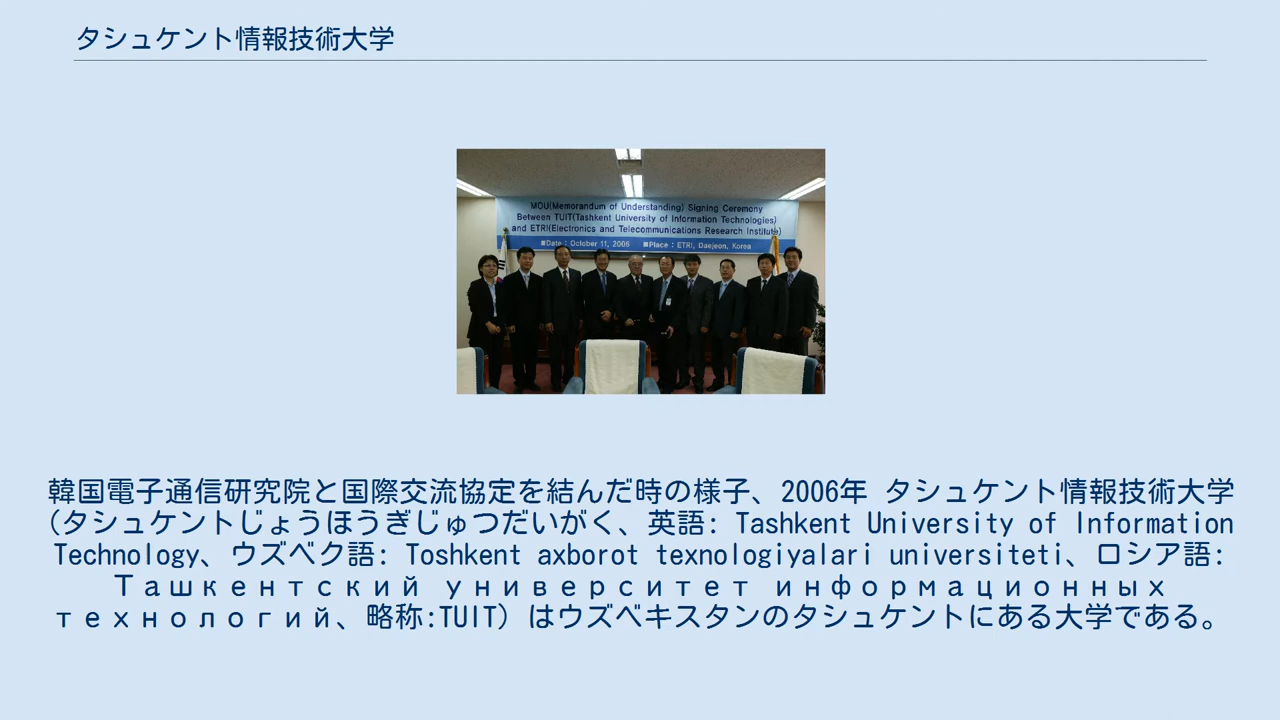 タシュケント情報技術大学
MOU(Memorandum of Understanding) Signing Ceremony
Between TUIT(Tashkent University of Information Technologies)
and ETRI(Electronics and Telecommunications Research Institute)
■Date : October 11, 2006 ■Place : ETRI, Daejeon, Korea
韓国電子通信研究院と国際交流協定を結んだ時の様子、2006年 タシュケント情報技術大学
(タシュケントじょうほうぎじゅつだいがく、英語: Tashkent University of Information
Technology、ウズベク語: Toshkent axborot texnologiyalari universiteti、ロシア語:
Ташкентский университет информационных
технологий、略称:TUIT) はウズベキスタンのタシュケントにある大学である。